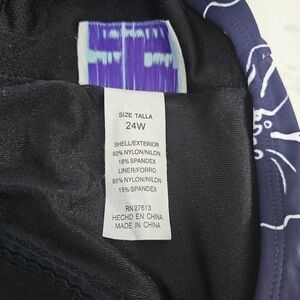 SIZE TALLA
24W
SHELL/EXTERIOR
82% NYLON/NILON
18% SPANDEX
LINER/FORRO
85% NYLON/NILON
15% SPANDEX
RN 27613
HECHO EN CHINA
MADE IN CHINA